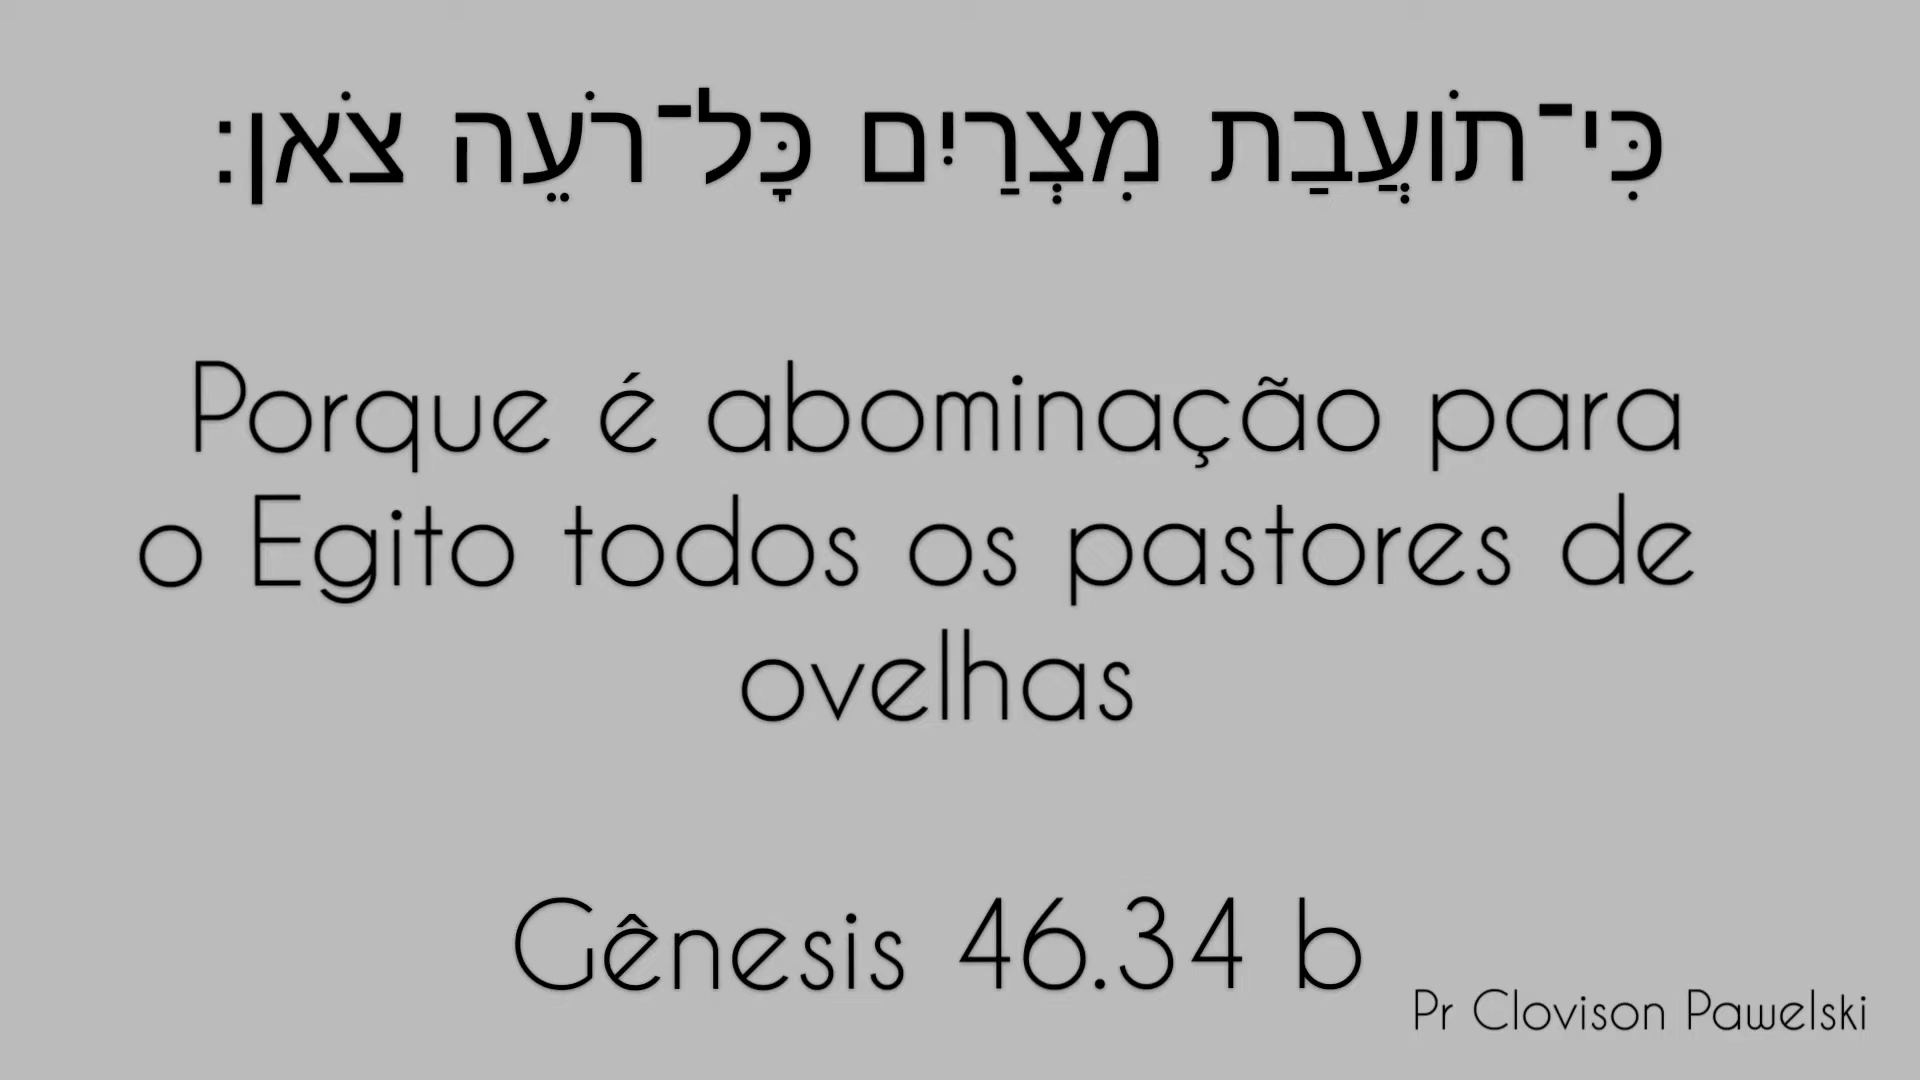 כִּי־תוֹעֲבַת מִצְרַיִם כָּל־רֹעֵה צֹאן׃
Porque é abominação para
o Egito todos os pastores de
ovelhas
Gênesis 46.34 b
Pr Clovison Pawelski